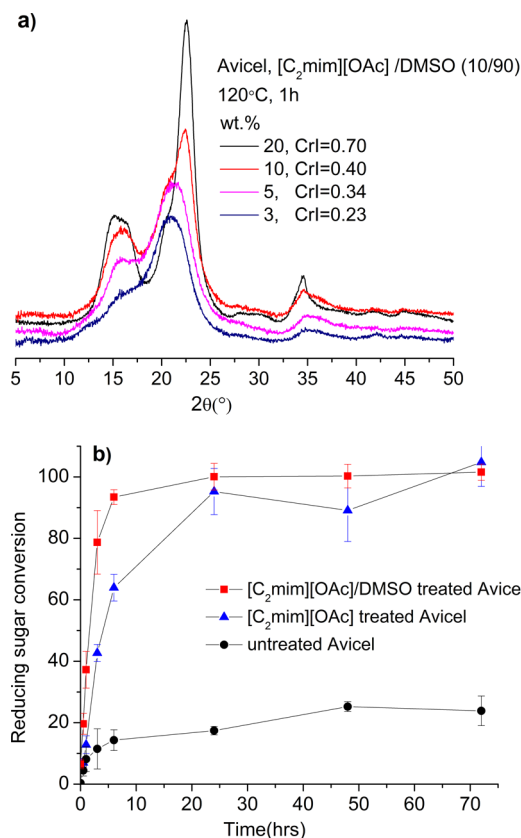 a)
Avicel, [C₂mim][OAc] /DMSO (10/90)
120°C, 1h
wt.%
20, CrI=0.70
10, CrI=0.40
5, CrI=0.34
3, CrI=0.23
5 10 15 20 25 30 35 40 45 50
2θ(°)
b)
100
80
60
40
20
0
Reducing sugar conversion
[C₂mim][OAc]/DMSO treated Avice
[C₂mim][OAc] treated Avicel
untreated Avicel
0 10 20 30 40 50 60 70
Time(hrs)